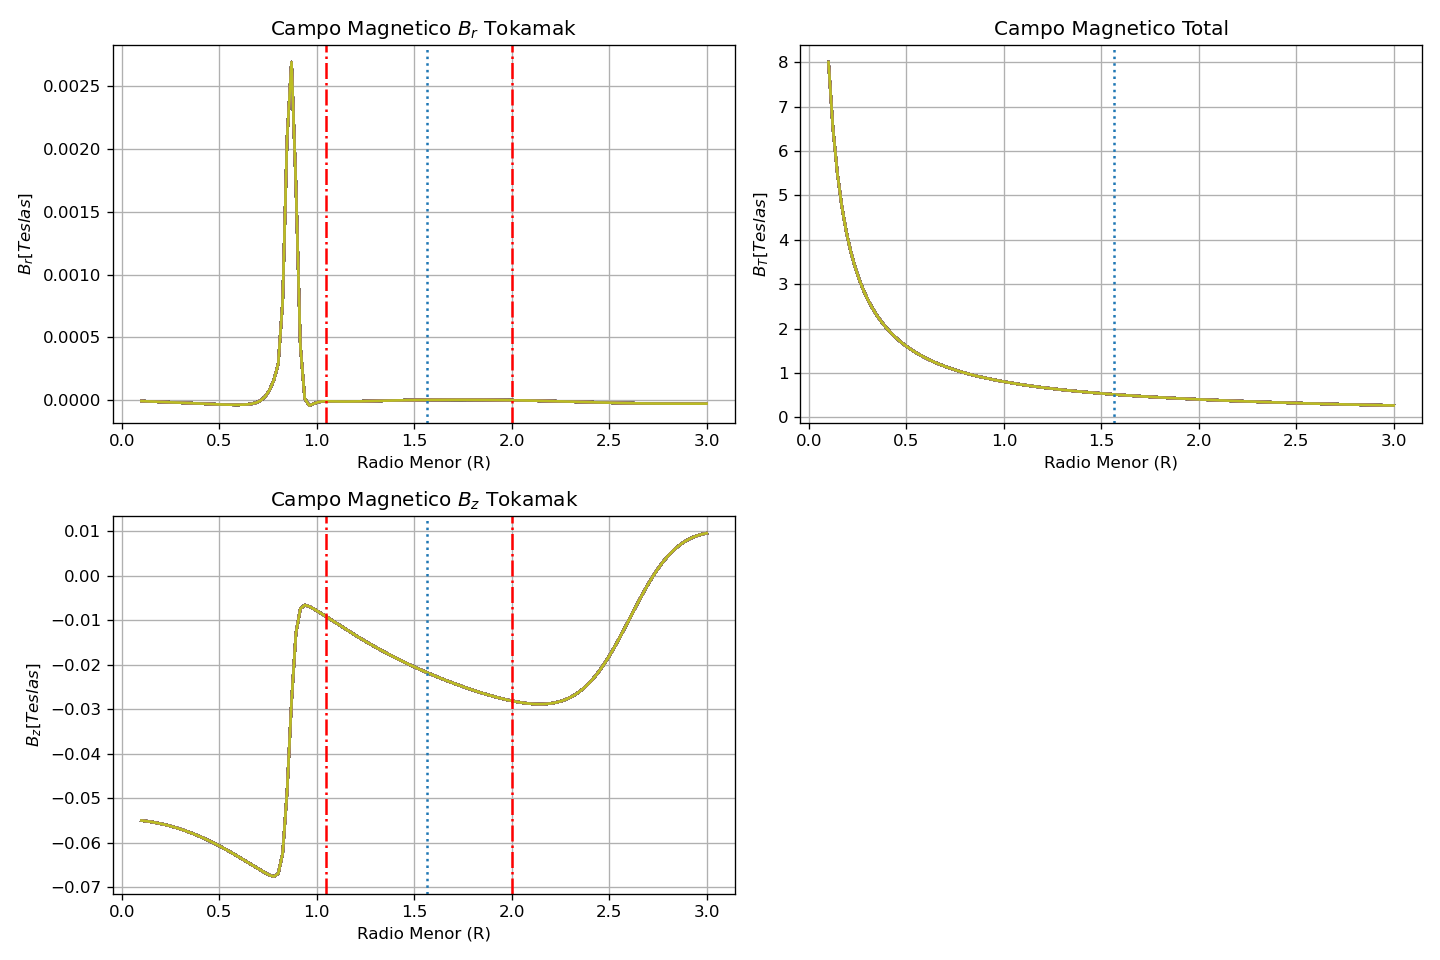 Campo Magnetico B_r Tokamak
B_r[Teslas]
0.0025
0.0020
0.0015
0.0010
0.0005
0.0000
0.0 0.5 1.0 1.5 2.0 2.5 3.0
Radio Menor (R)
Campo Magnetico Total
B_T[Teslas]
8
7
6
5
4
3
2
1
0
0.0 0.5 1.0 1.5 2.0 2.5 3.0
Radio Menor (R)
Campo Magnetico B_z Tokamak
B_z[Teslas]
0.01
0.00
−0.01
−0.02
−0.03
−0.04
−0.05
−0.06
−0.07
0.0 0.5 1.0 1.5 2.0 2.5 3.0
Radio Menor (R)